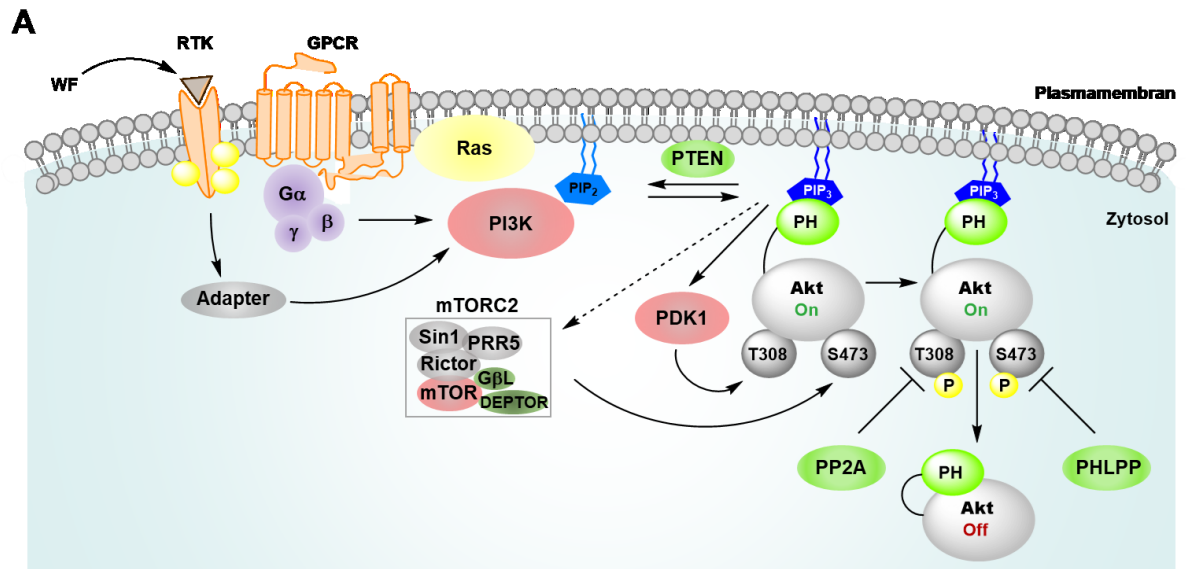 A
RTK
GPCR
WF
Plasmamembran
Ras
PTEN
PIP2
PIP3
PIP3
Zytosol
Gα
β
γ
PI3K
PH
PH
Adapter
Akt
On
Akt
On
mTORC2
PDK1
Sin1
PRR5
Rictor
GβL
mTOR
DEPTOR
T308
S473
T308
S473
P
P
PP2A
PHLPP
PH
Akt
Off